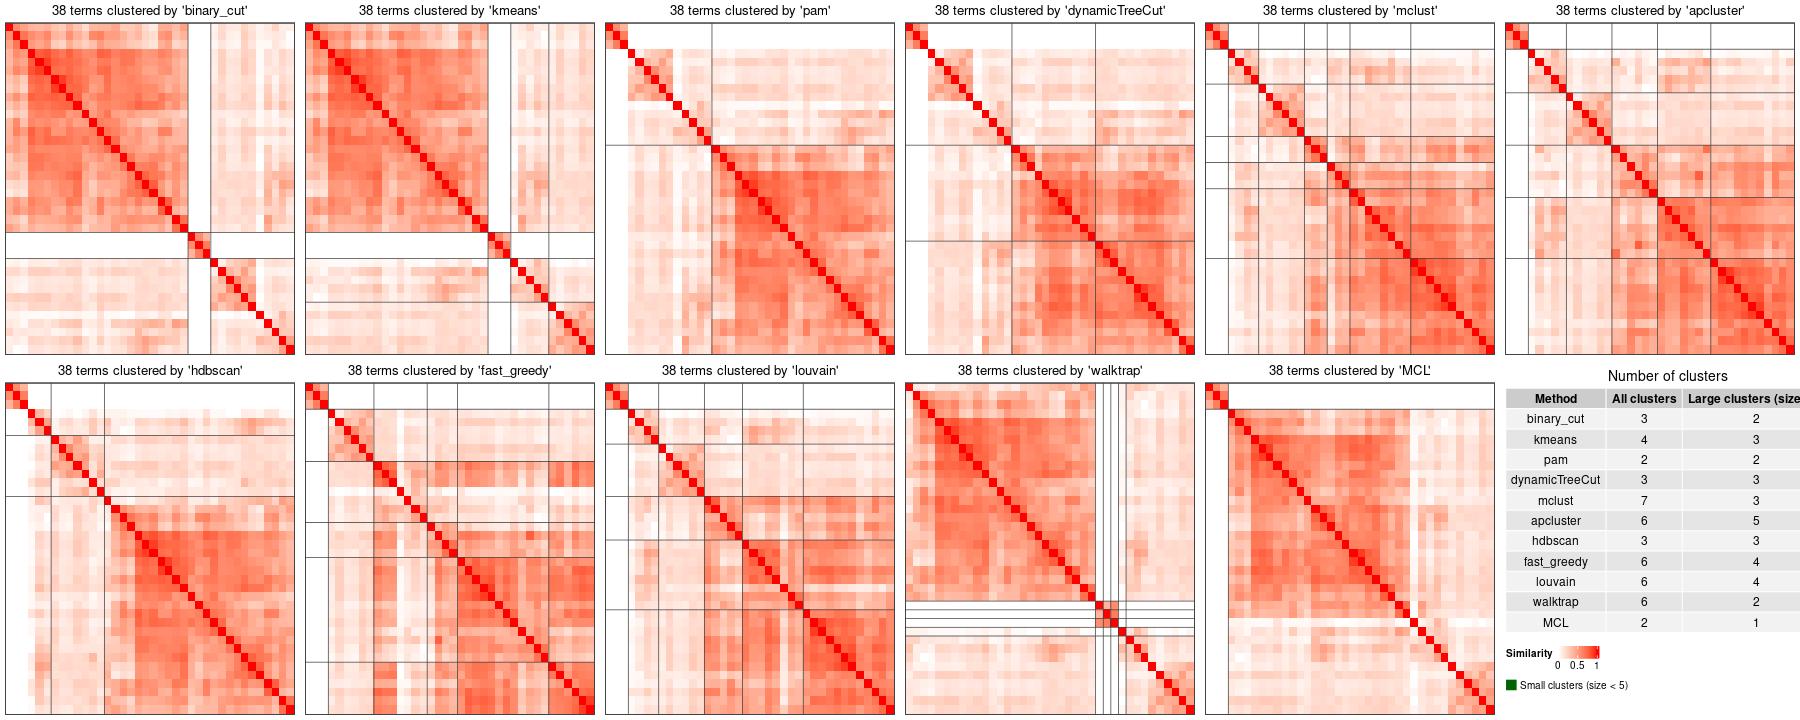 38 terms clustered by 'binary_cut'
38 terms clustered by 'kmeans'
38 terms clustered by 'pam'
38 terms clustered by 'dynamicTreeCut'
38 terms clustered by 'mclust'
38 terms clustered by 'apcluster'
38 terms clustered by 'hdbscan'
38 terms clustered by 'fast_greedy'
38 terms clustered by 'louvain'
38 terms clustered by 'walktrap'
38 terms clustered by 'MCL'
Number of clusters
Method All clusters Large clusters (size
binary_cut 3 2
kmeans 4 3
pam 2 2
dynamicTreeCut 3 3
mclust 7 3
apcluster 6 5
hdbscan 3 3
fast_greedy 6 4
louvain 6 4
walktrap 6 2
MCL 2 1
Similarity
0 0.5 1
Small clusters (size < 5)